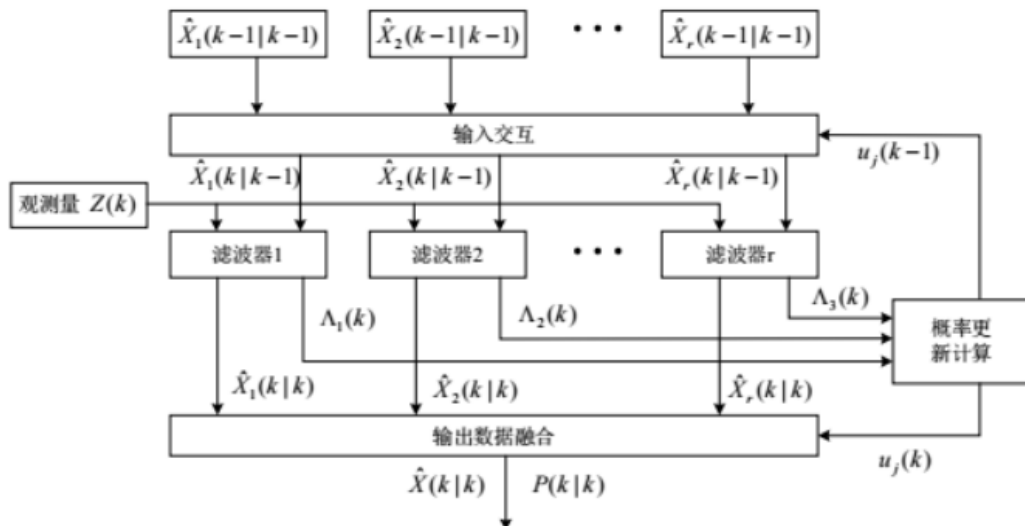 X̂₁(k−1|k−1) X̂₂(k−1|k−1) ··· X̂ᵣ(k−1|k−1)
输入交互
uⱼ(k−1)
X̂₁(k|k−1) X̂₂(k|k−1) X̂ᵣ(k|k−1)
观测量 Z(k)
滤波器1 滤波器2 ··· 滤波器r
Λ₁(k) Λ₂(k) Λ₃(k)
概率更
新计算
X̂₁(k|k) X̂₂(k|k) X̂ᵣ(k|k)
输出数据融合
uⱼ(k)
X̂(k|k) P(k|k)